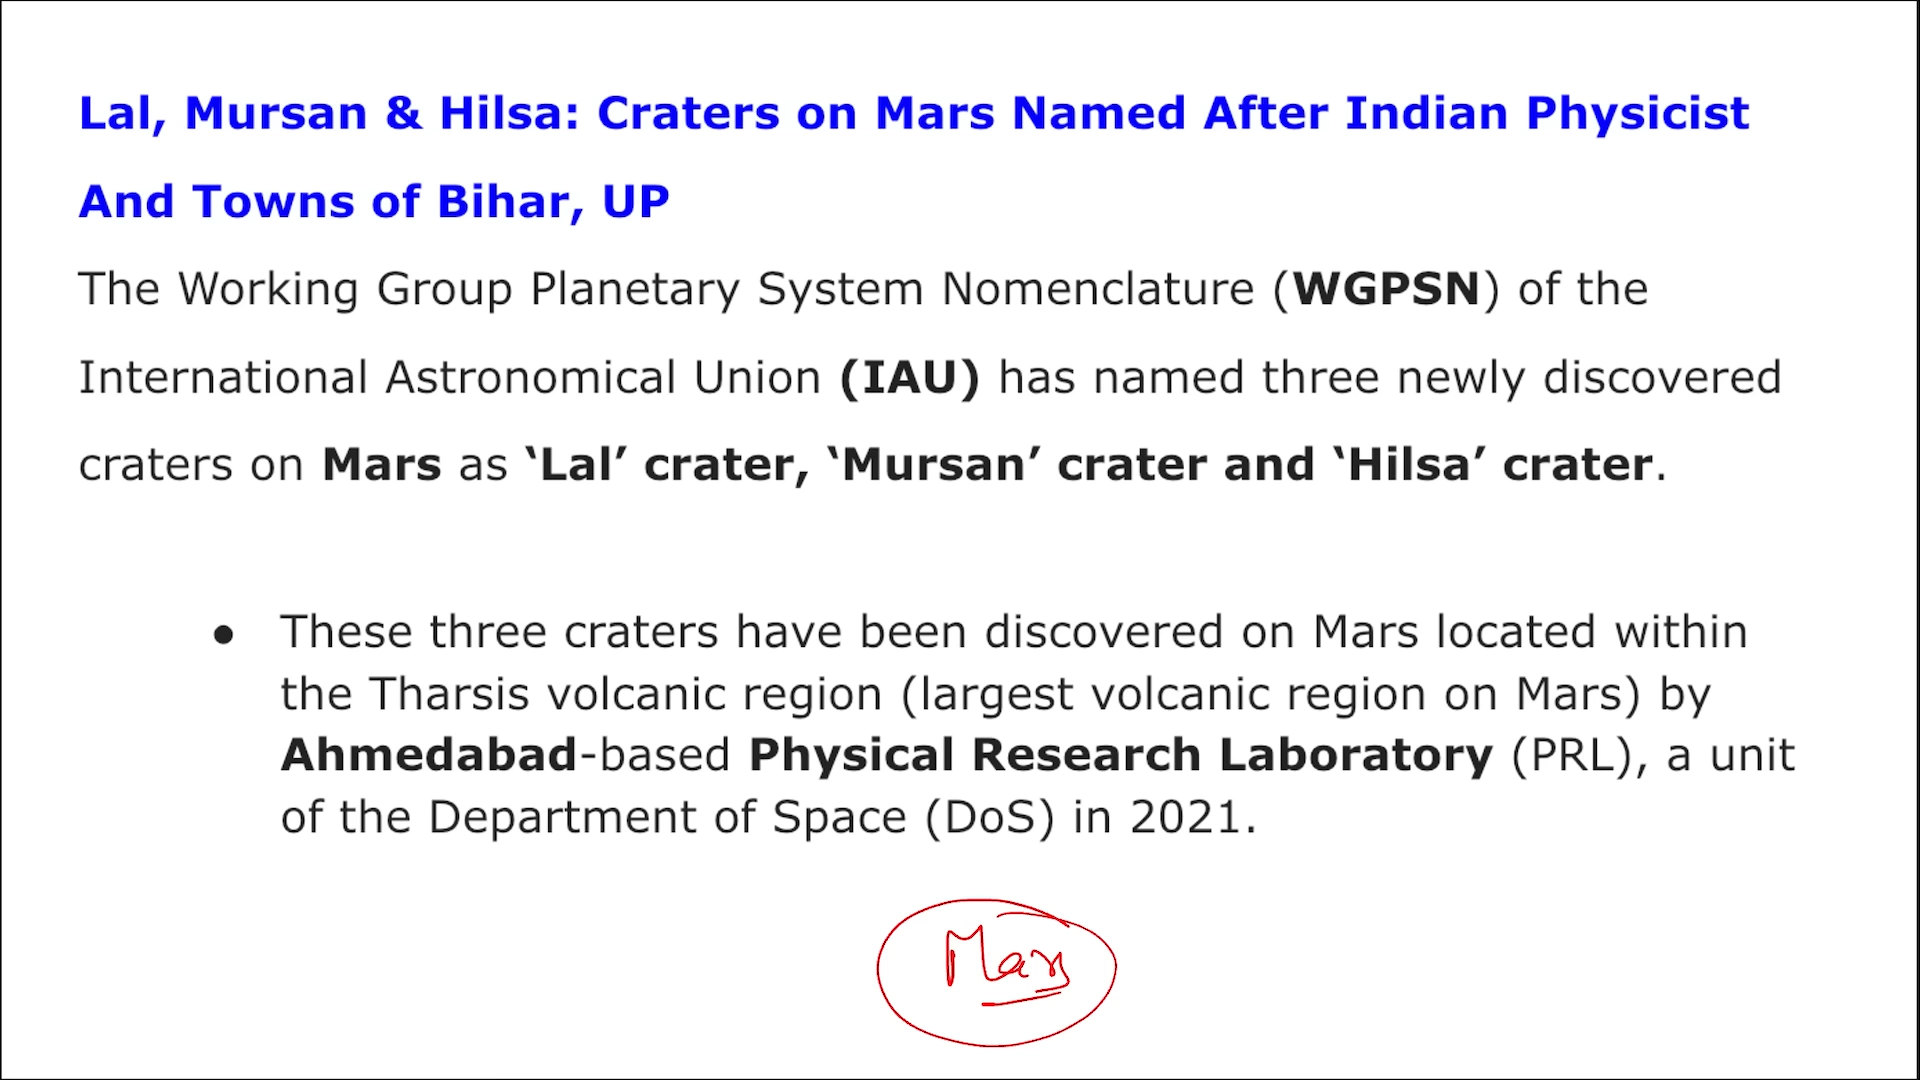 Lal, Mursan & Hilsa: Craters on Mars Named After Indian Physicist
And Towns of Bihar, UP
The Working Group Planetary System Nomenclature (WGPSN) of the
International Astronomical Union (IAU) has named three newly discovered
craters on Mars as ‘Lal’ crater, ‘Mursan’ crater and ‘Hilsa’ crater.
● These three craters have been discovered on Mars located within
the Tharsis volcanic region (largest volcanic region on Mars) by
Ahmedabad-based Physical Research Laboratory (PRL), a unit
of the Department of Space (DoS) in 2021.
Mars